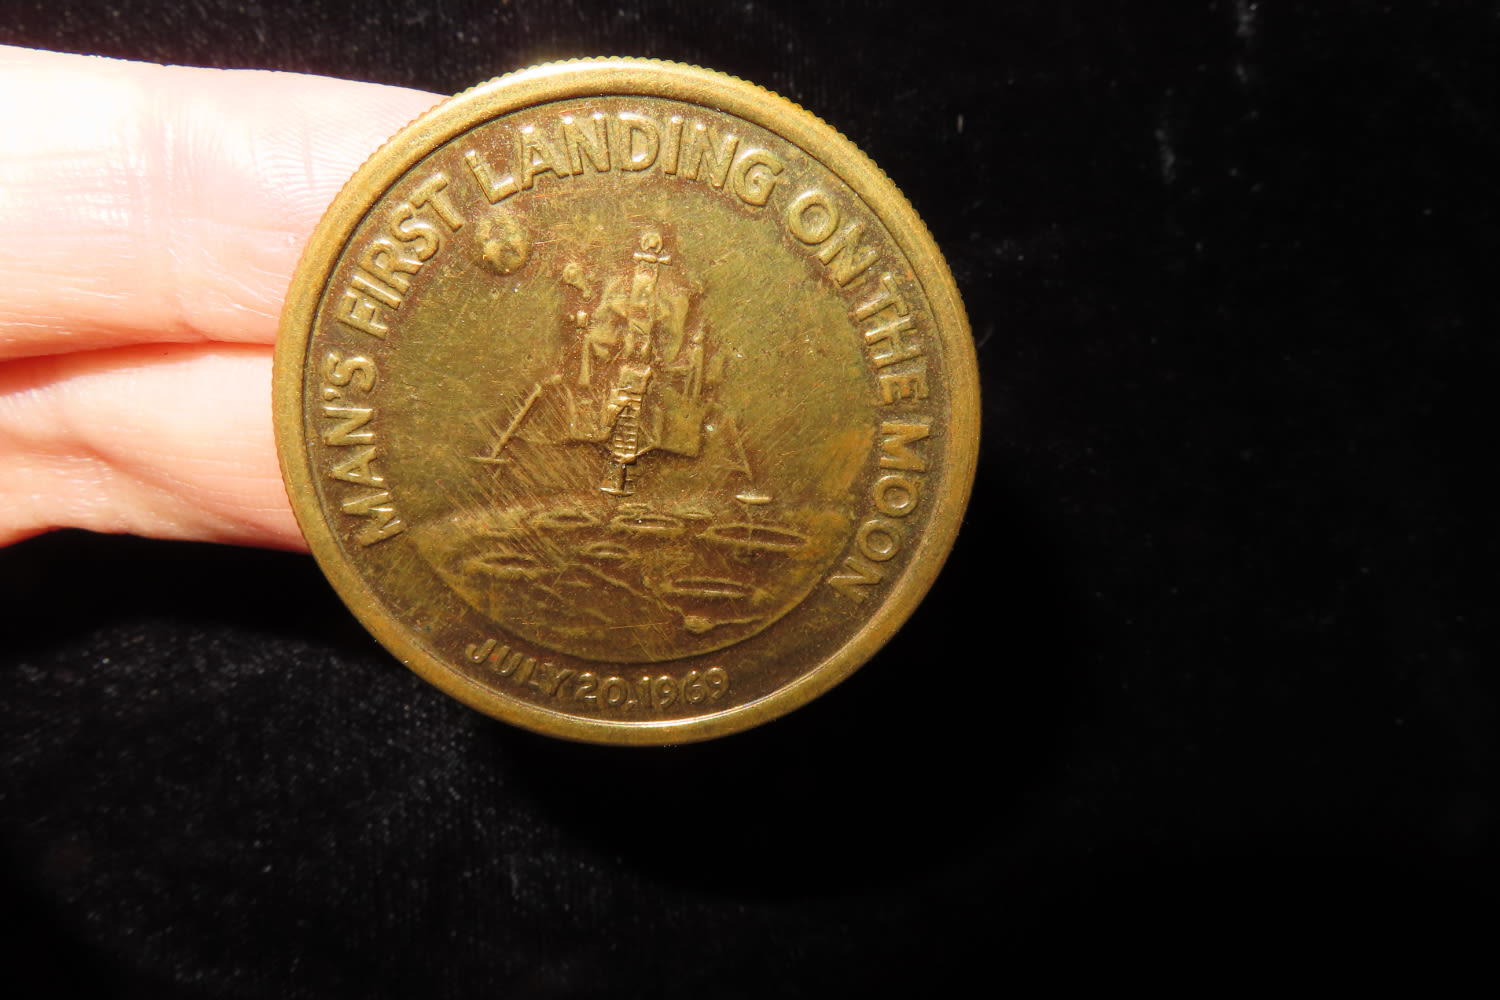 MAN'S FIRST LANDING ON THE MOON
JULY 20, 1969